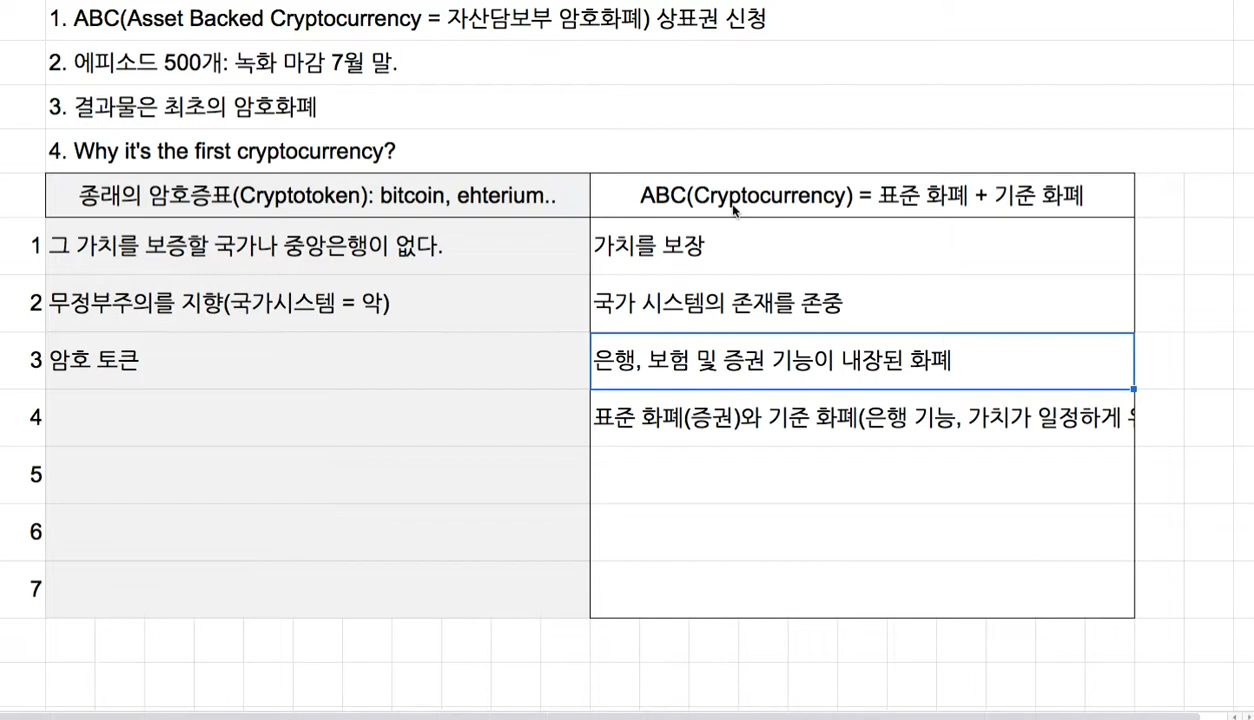 1. ABC(Asset Backed Cryptocurrency = 자산담보부 암호화폐) 상표권 신청
2. 에피소드 500개: 녹화 마감 7월 말.
3. 결과물은 최초의 암호화폐
4. Why it's the first cryptocurrency?
종래의 암호증표(Cryptotoken): bitcoin, ehterium.. ABC(Cryptocurrency) = 표준 화폐 + 기준 화폐
1 그 가치를 보증할 국가나 중앙은행이 없다. 가치를 보장
2 무정부주의를 지향(국가시스템 = 악) 국가 시스템의 존재를 존중
3 암호 토큰 은행, 보험 및 증권 기능이 내장된 화폐
4 표준 화폐(증권)와 기준 화폐(은행 기능, 가치가 일정하게
5
6
7